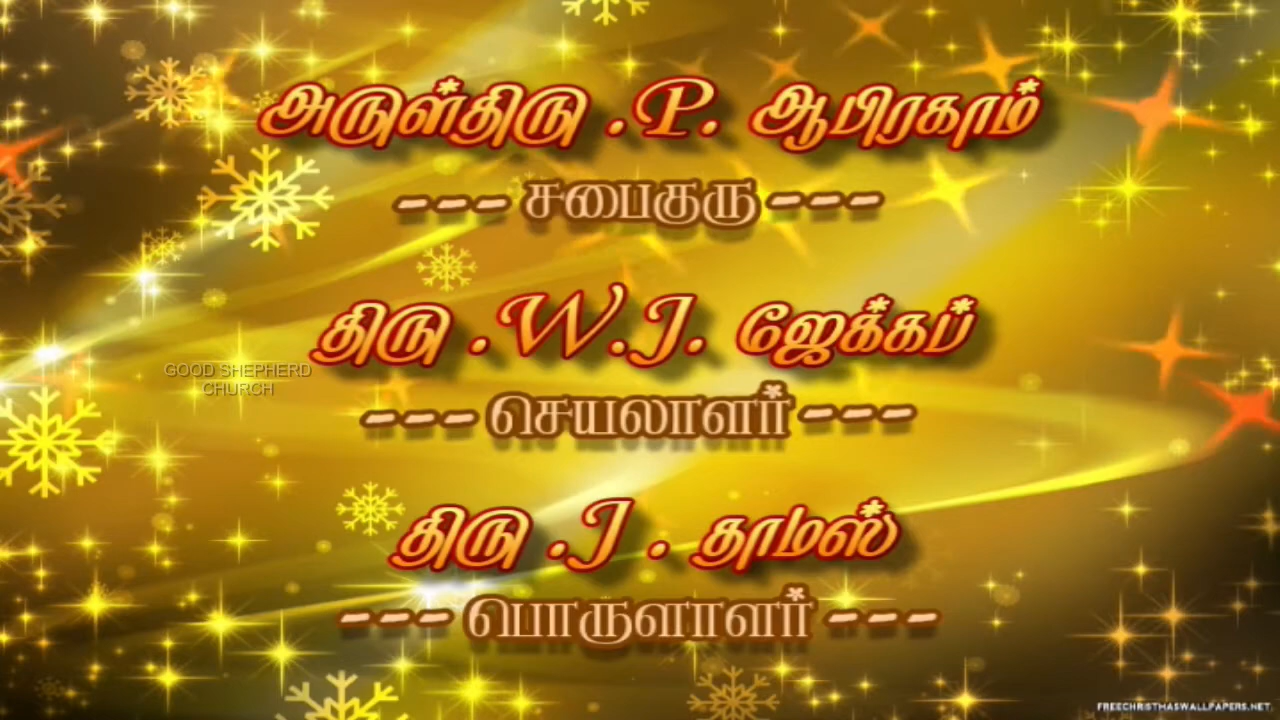 அருள்திரு .P. ஆபிரகாம்
--- சபைகுரு ---
திரு .W.J. ஜேக்கப்
GOOD SHEPHERD
CHURCH
--- செயலாளர் ---
திரு .J . தாமஸ்
--- பொருளாளர் ---
FREECHRISTMASWALLPAPERS.NET